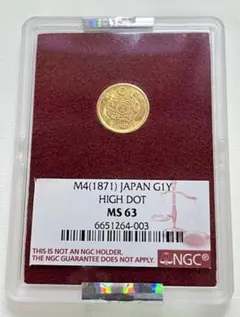 M4(1871) JAPAN G1Y
HIGH DOT
MS 63
6651264-003
THIS IS NOT AN NGC HOLDER.
THE NGC GUARANTEE DOES NOT APPLY.
NGC®